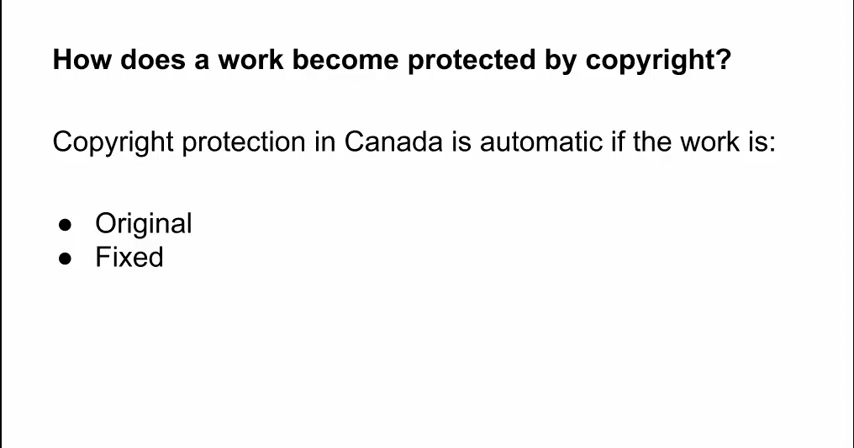 How does a work become protected by copyright?
Copyright protection in Canada is automatic if the work is:
● Original
● Fixed